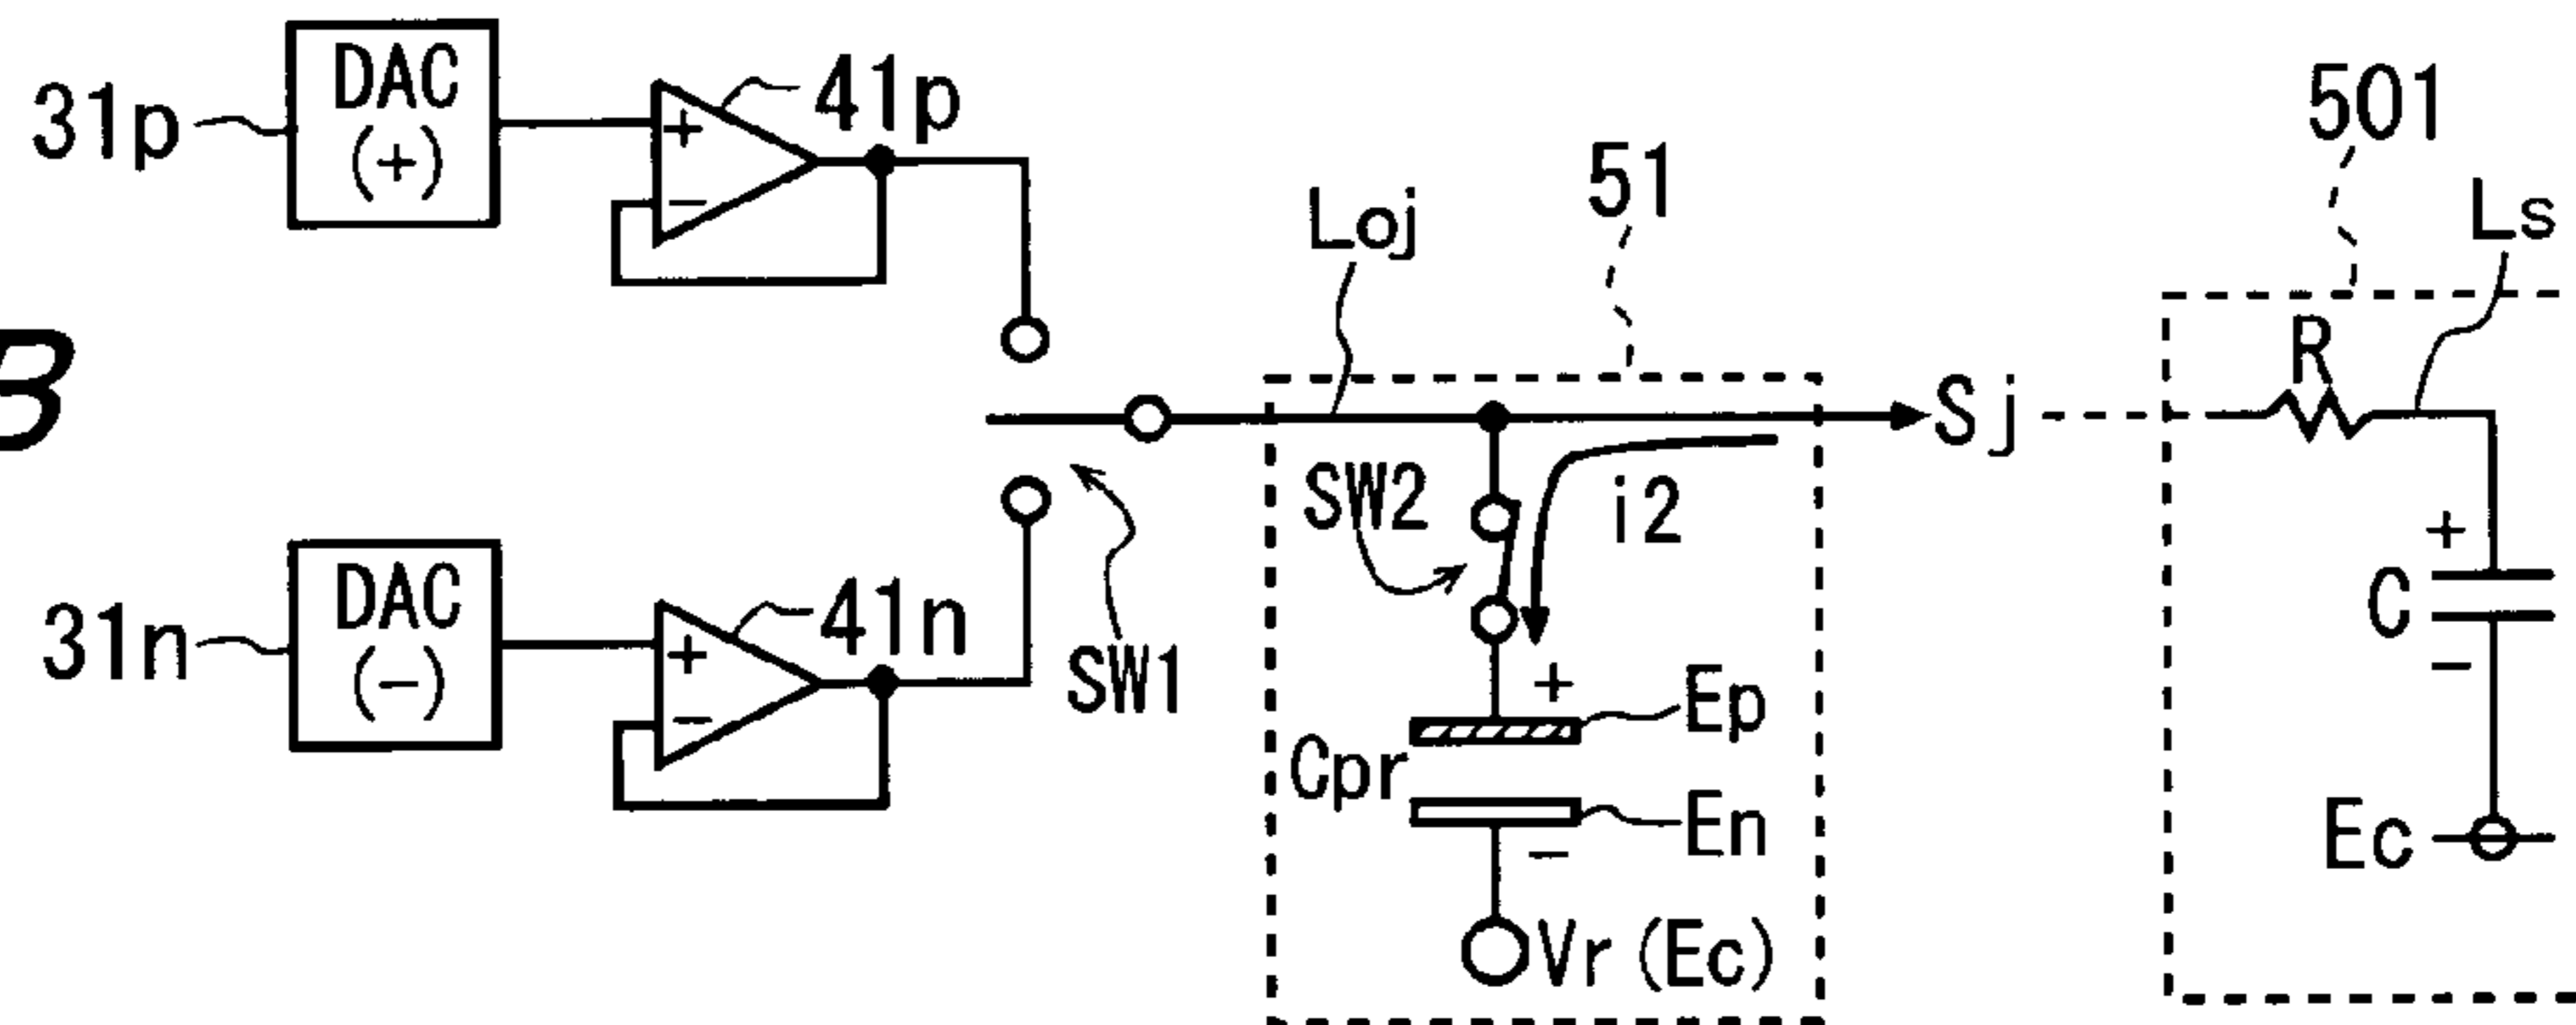 31p
DAC
(+)
+
−
41p
B
31n
DAC
(−)
+
−
41n
SW1
Loj
51
SW2
i2
+
Ep
Cpr
En
−
Vr (Ec)
Sj
501
Ls
R
+
C
−
Ec